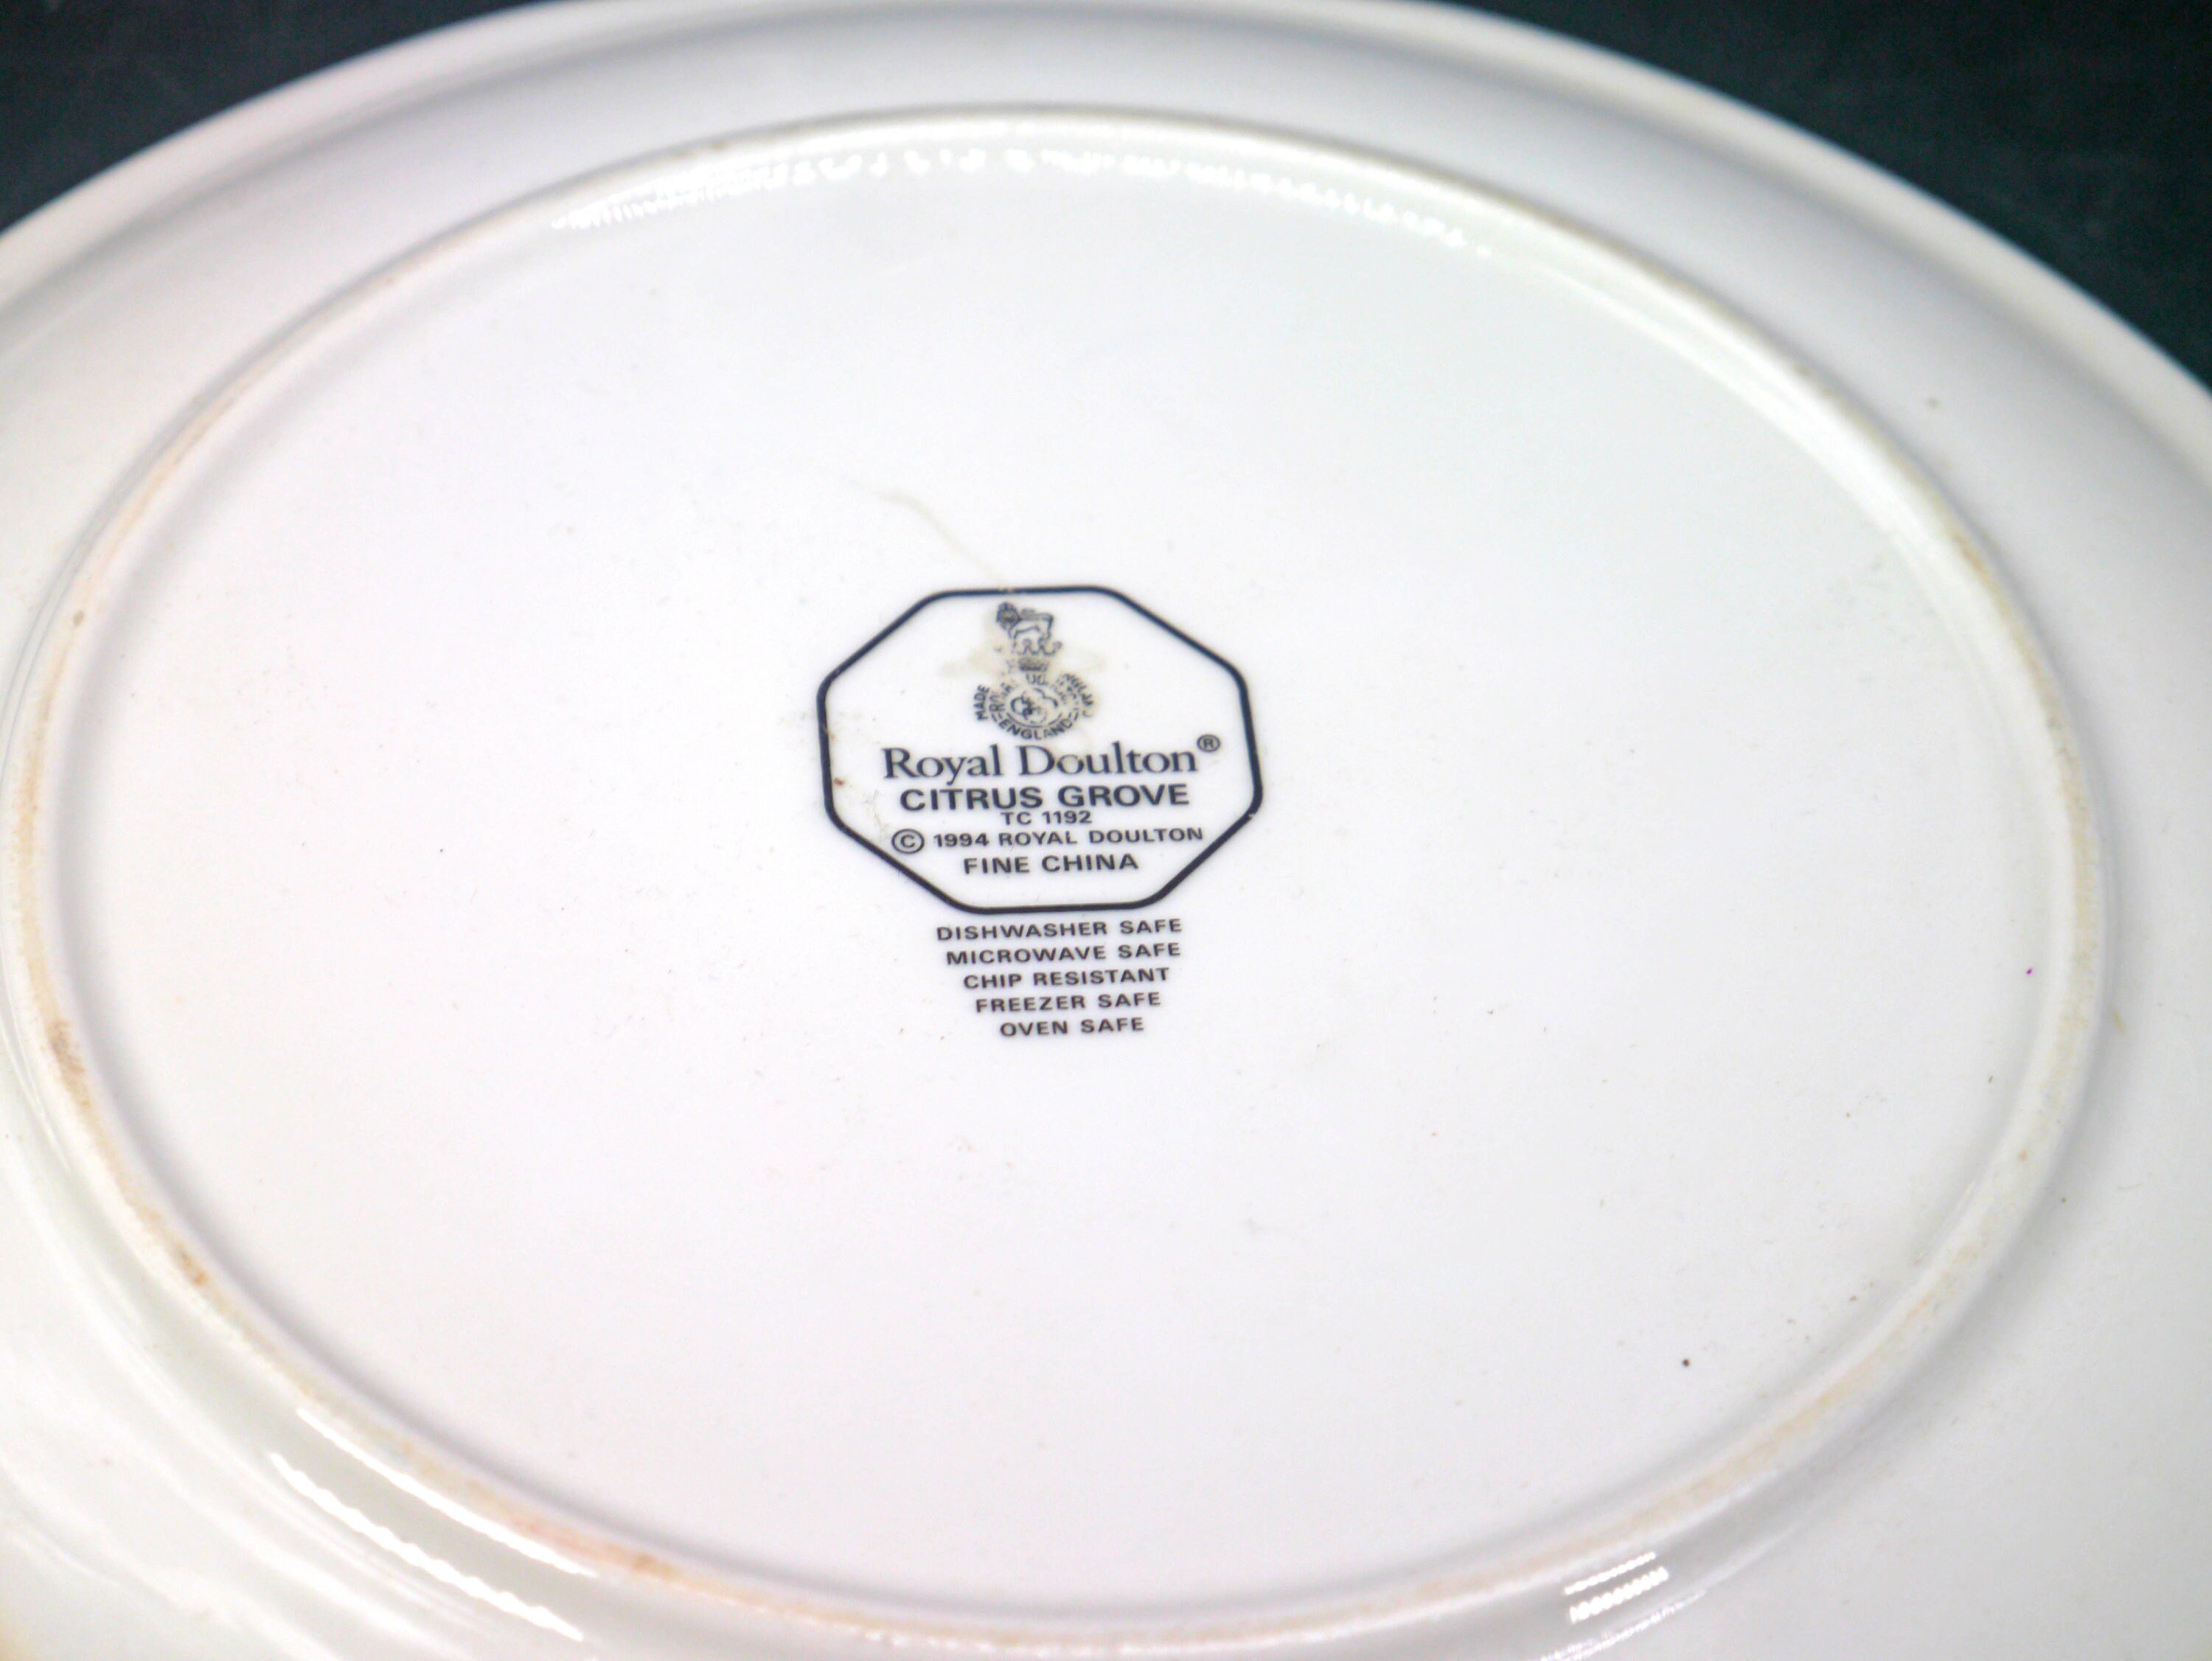 MADE
ENGLAND
Royal Doulton®
CITRUS GROVE
TC 1192
© 1994 ROYAL DOULTON
FINE CHINA
DISHWASHER SAFE
MICROWAVE SAFE
CHIP RESISTANT
FREEZER SAFE
OVEN SAFE